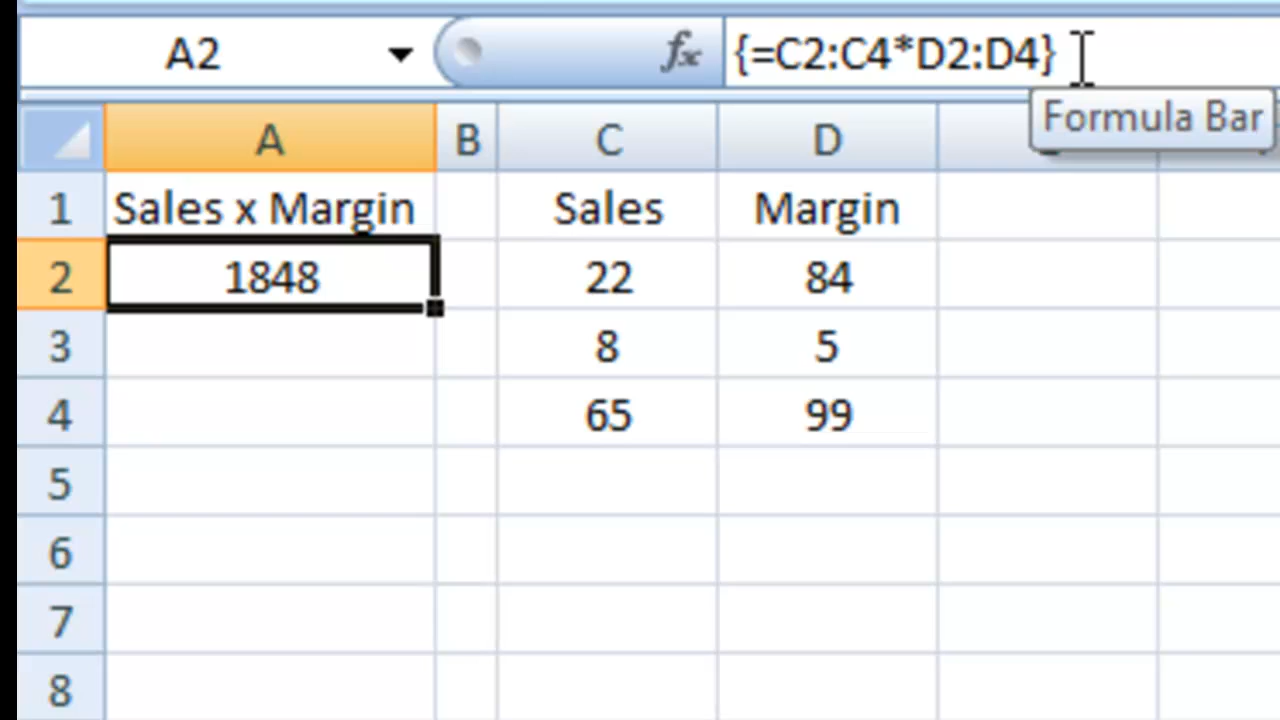 A2 fx {=C2:C4*D2:D4}
Formula Bar
A B C D
1 Sales x Margin Sales Margin
2 1848 22 84
3 8 5
4 65 99
5
6
7
8